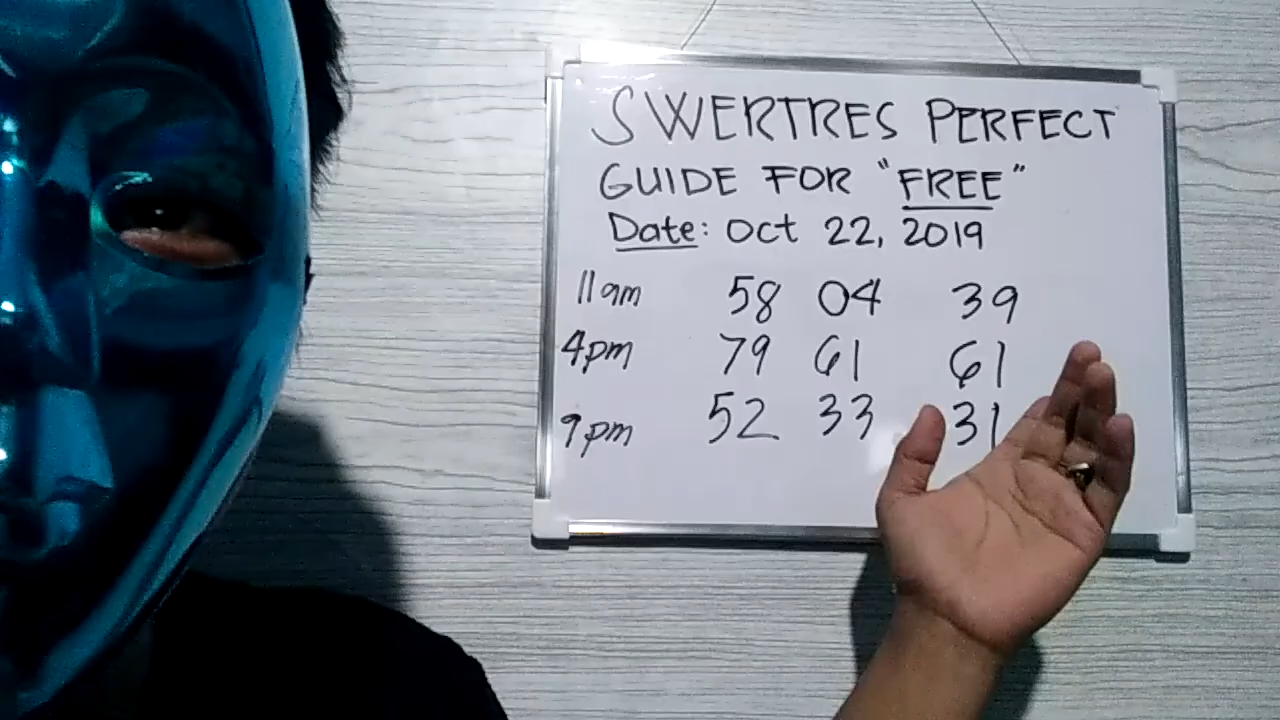 SWERTRES PERFECT
GUIDE FOR "FREE"
Date: Oct 22, 2019
11am 58 04 39
4pm 79 61 61
9pm 52 33 31